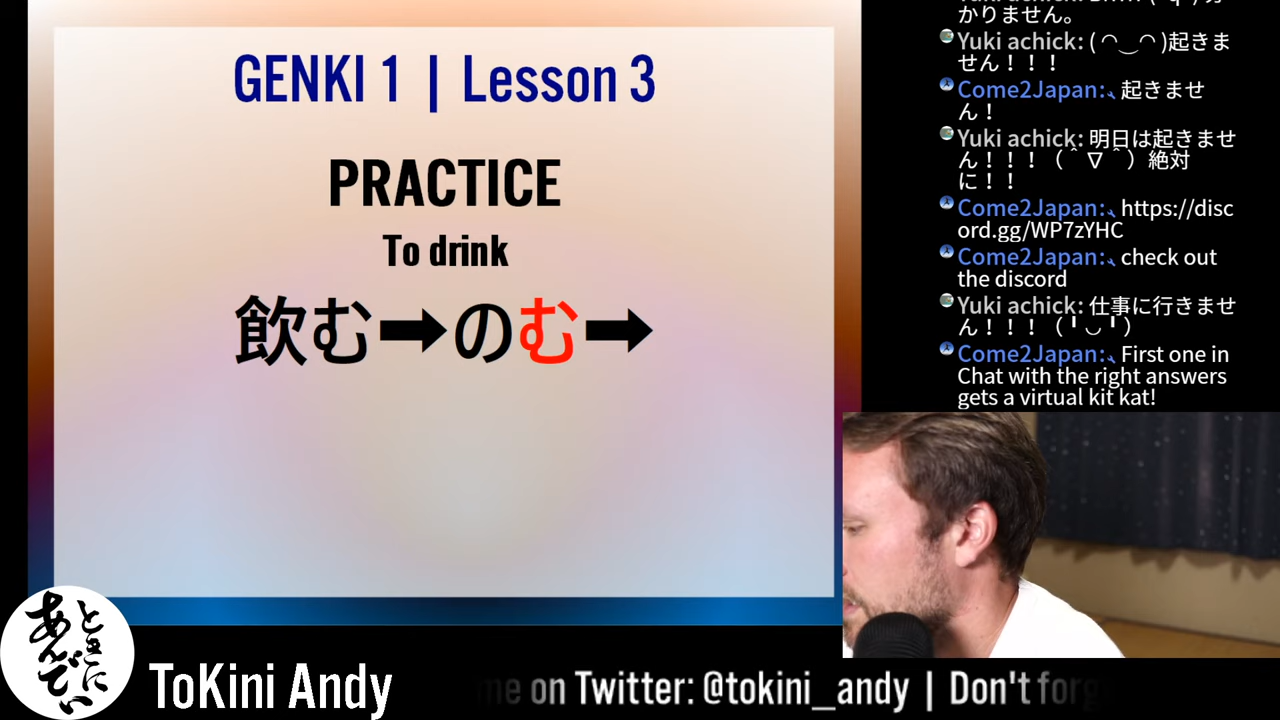 GENKI 1 | Lesson 3
PRACTICE
To drink
飲む➡のむ➡
かりません。
Yuki achick: ( ◠‿◠ )起きま
せん！！！
Come2Japan: 起きませ
ん！
Yuki achick: 明日は起きませ
ん！！！（＾∇＾）絶対
に！！
Come2Japan: https://disc
ord.gg/WP7zYHC
Come2Japan: check out
the discord
Yuki achick: 仕事に行きませ
ん！！！（╹◡╹）
Come2Japan: First one in
Chat with the right answers
gets a virtual kit kat!
ときに
あんでぃ
ToKini Andy
me on Twitter: @tokini_andy | Don't forg